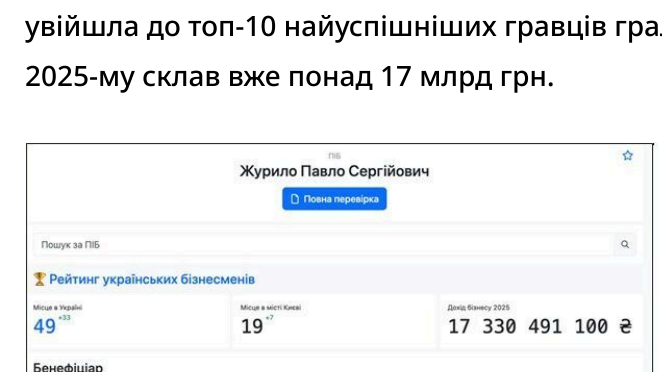 увійшла до топ-10 найуспішніших гравців
2025-му склав вже понад 17 млрд грн.
ПІБ
Журило Павло Сергійович
Повна перевірка
Пошук за ПІБ
Рейтинг українських бізнесменів
Місце в Україні
49 +33
Місце в місті Києві
19 +7
Дохід бізнесу 2025
17 330 491 100 ₴
Бенефіціар